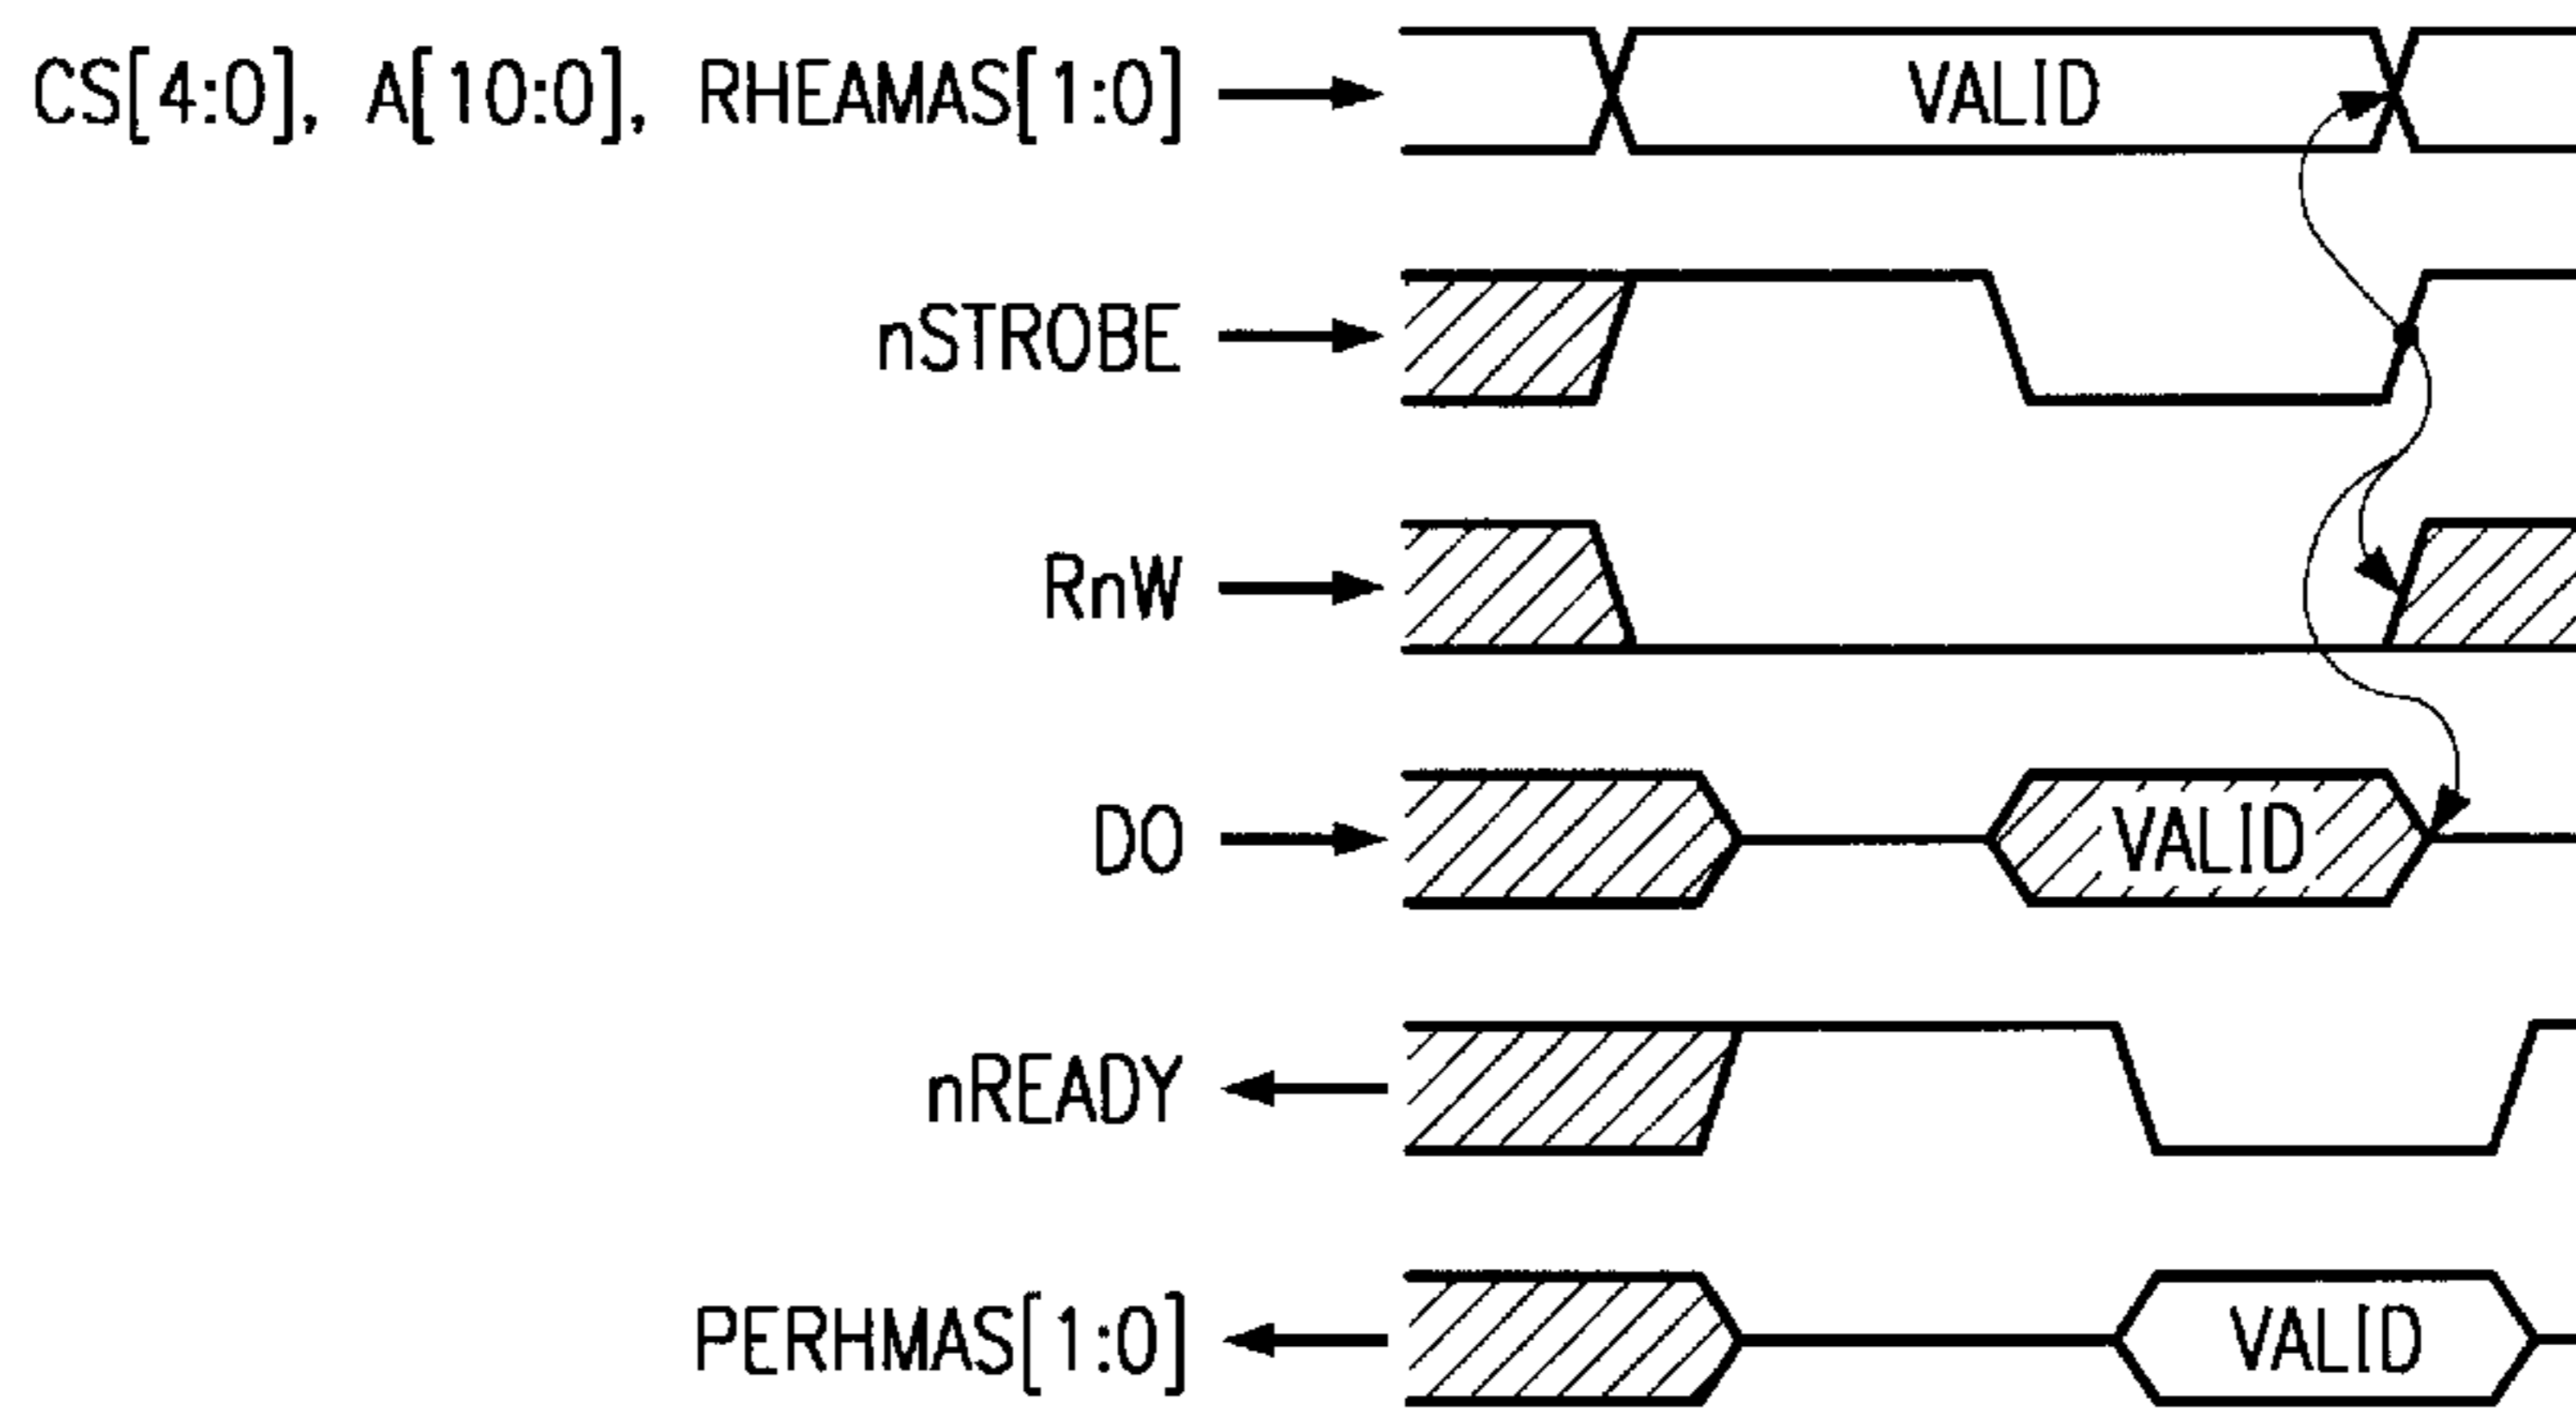 CS[4:0], A[10:0], RHEAMAS[1:0] VALID
nSTROBE
RnW
DO VALID
nREADY
PERHMAS[1:0] VALID